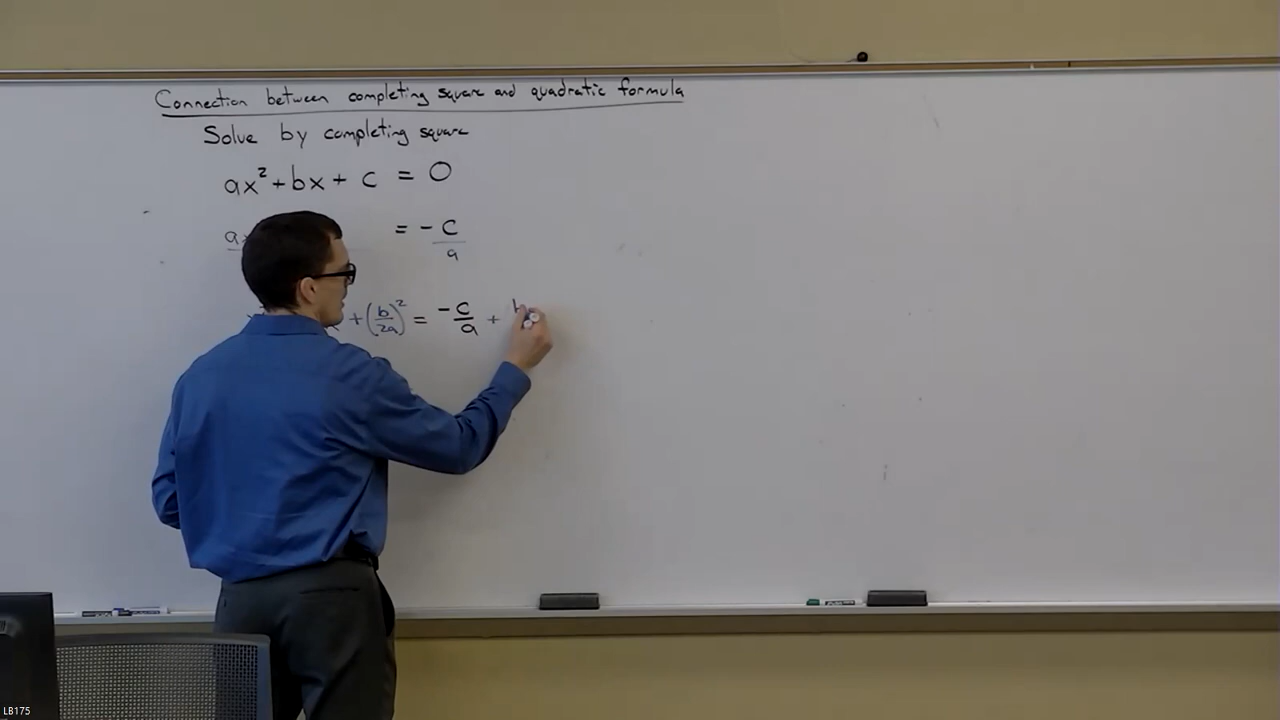 Connection between completing square and quadratic formula
Solve by completing square
ax² + bx + c = 0
a = - c/a
+ (b/2a)² = -c/a + b
LB175